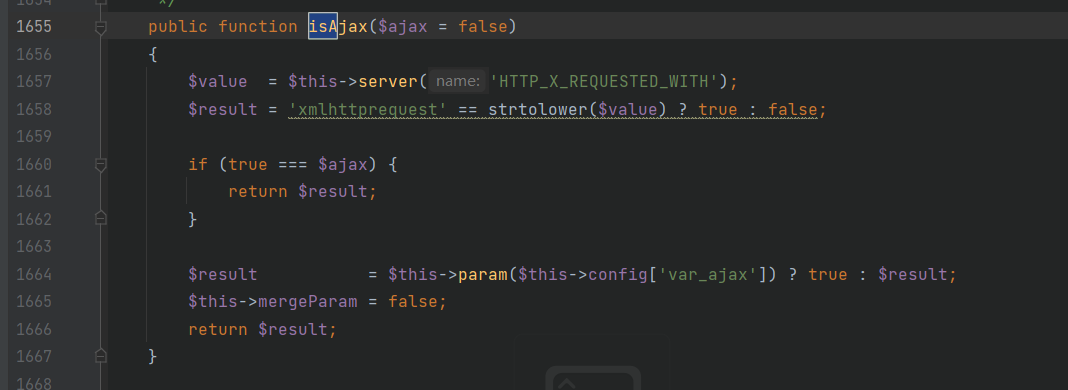 1654 */
1655 public function isAjax($ajax = false)
1656 {
1657 $value  = $this->server( name: 'HTTP_X_REQUESTED_WITH');
1658 $result = 'xmlhttprequest' == strtolower($value) ? true : false;
1659
1660 if (true === $ajax) {
1661 return $result;
1662 }
1663
1664 $result           = $this->param($this->config['var_ajax']) ? true : $result;
1665 $this->mergeParam = false;
1666 return $result;
1667 }
1668